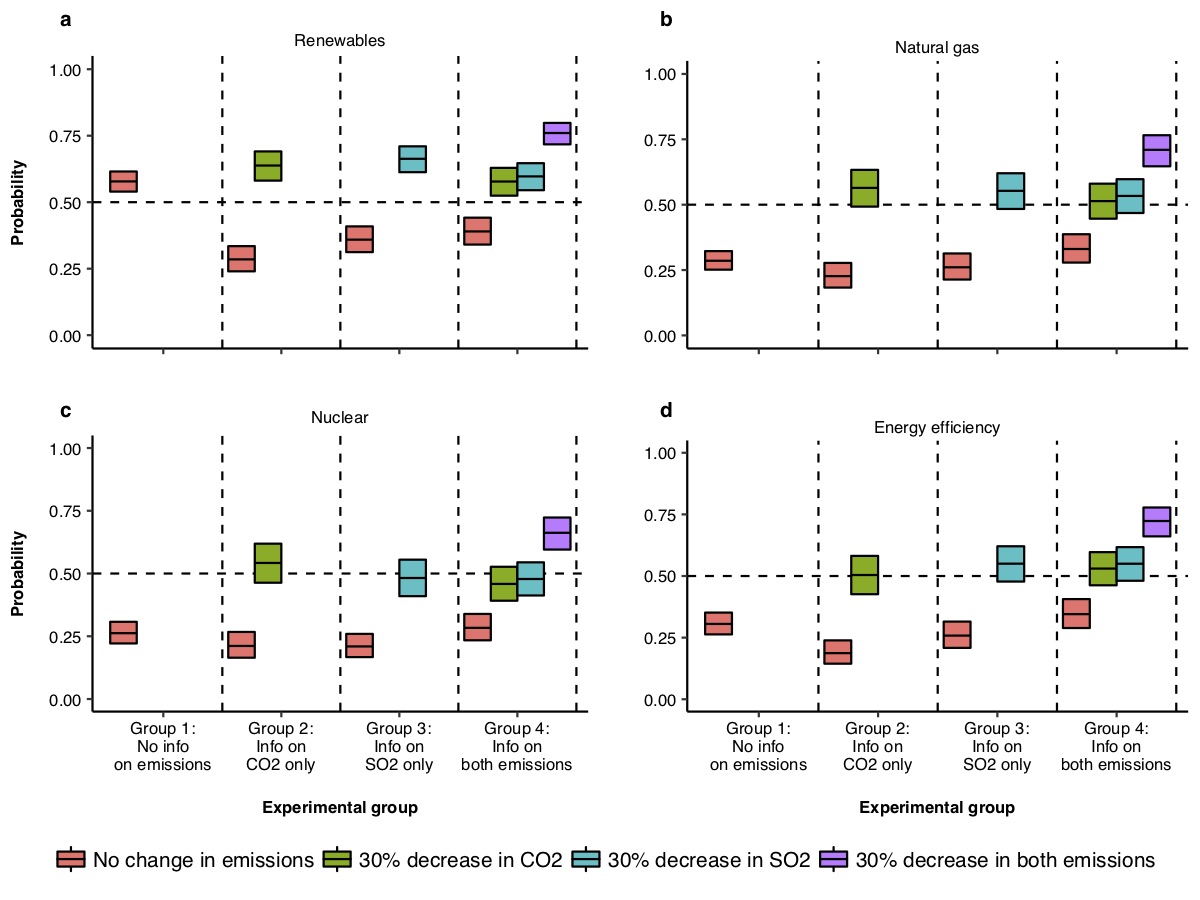 a
Renewables
1.00
0.75
0.50
0.25
0.00
Probability
b
Natural gas
1.00
0.75
0.50
0.25
0.00
c
Nuclear
1.00
0.75
0.50
0.25
0.00
Probability
Group 1:
No info
on emissions
Group 2:
Info on
CO2 only
Group 3:
Info on
SO2 only
Group 4:
Info on
both emissions
Experimental group
d
Energy efficiency
1.00
0.75
0.50
0.25
0.00
Group 1:
No info
on emissions
Group 2:
Info on
CO2 only
Group 3:
Info on
SO2 only
Group 4:
Info on
both emissions
Experimental group
No change in emissions 30% decrease in CO2 30% decrease in SO2 30% decrease in both emissions